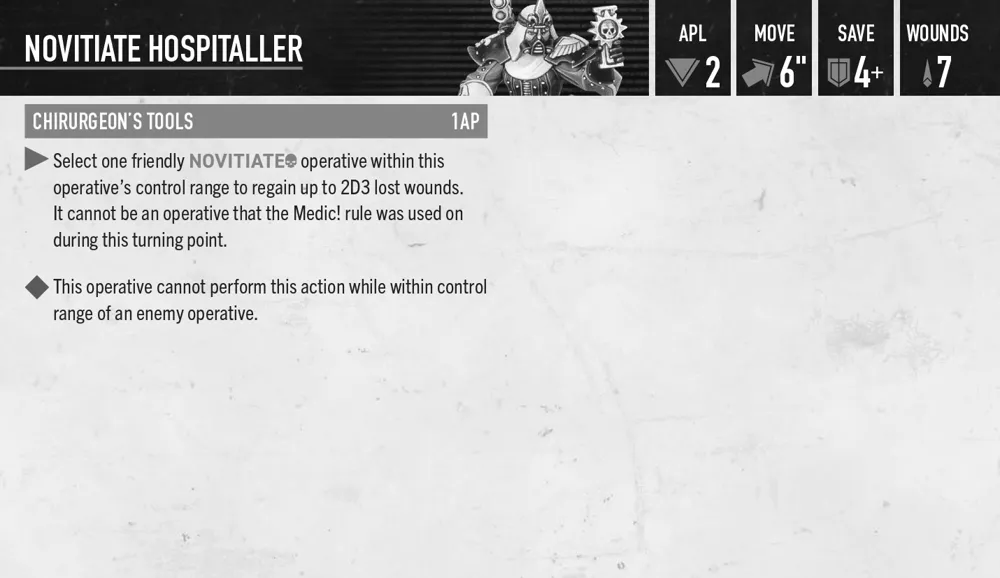 NOVITIATE HOSPITALLER
APL
2
MOVE
6"
SAVE
4+
WOUNDS
7
CHIRURGEON'S TOOLS 1AP
Select one friendly NOVITIATE operative within this
operative's control range to regain up to 2D3 lost wounds.
It cannot be an operative that the Medic! rule was used on
during this turning point.
This operative cannot perform this action while within control
range of an enemy operative.